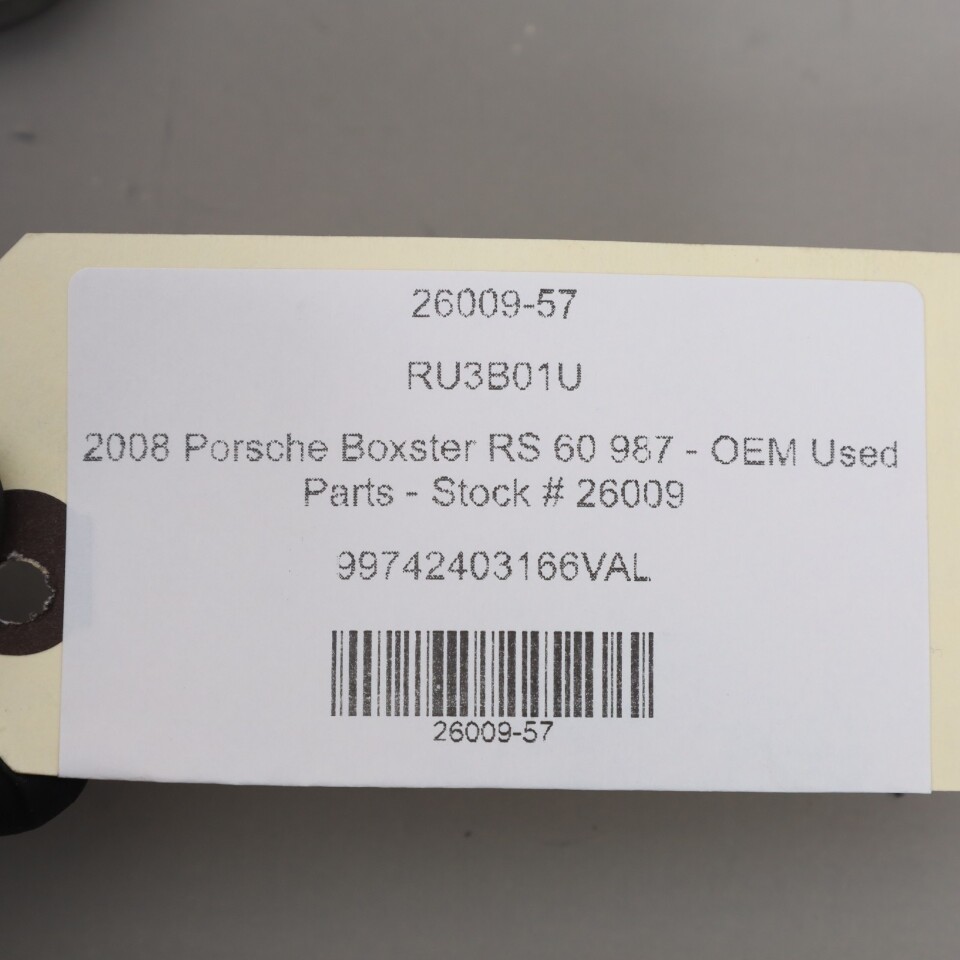 26009-57
RU3B01U
2008 Porsche Boxster RS 60 987 - OEM Used
Parts - Stock # 26009
99742403166VAL
26009-57